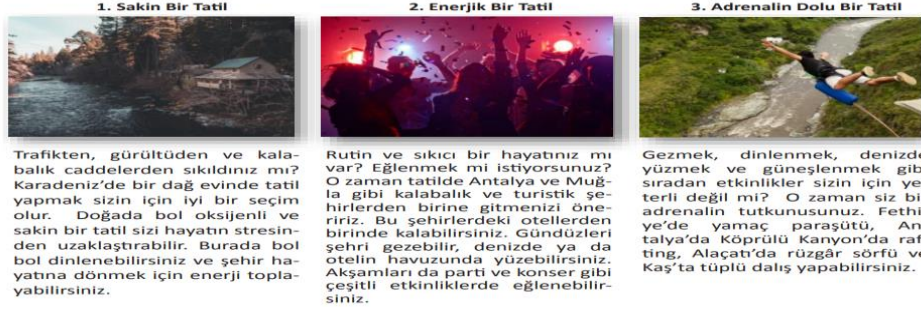 1. Sakin Bir Tatil
Trafikten, gürültüden ve kala-
balık caddelerden sıkıldınız mı?
Karadeniz’de bir dağ evinde tatil
yapmak sizin için iyi bir seçim
olur. Doğada bol oksijenli ve
sakin bir tatil sizi hayatın stresin-
den uzaklaştırabilir. Burada bol
bol dinlenebilirsiniz ve şehir ha-
yatına dönmek için enerji topla-
yabilirsiniz.
2. Enerjik Bir Tatil
Rutin ve sıkıcı bir hayatınız mı
var? Eğlenmek mi istiyorsunuz?
O zaman tatilde Antalya ve Muğ-
la gibi kalabalık ve turistik şe-
hirlerden birine gitmenizi öne-
ririz. Bu şehirlerdeki otellerden
birinde kalabilirsiniz. Gündüzleri
şehri gezebilir, denizde ya da
otelin havuzunda yüzebilirsiniz.
Akşamları da parti ve konser gibi
çeşitli etkinliklerde eğlenebilir-
siniz.
3. Adrenalin Dolu Bir Tatil
Gezmek, dinlenmek, denizde
yüzmek ve güneşlenmek gib
sıradan etkinlikler sizin için ye
terli değil mi? O zaman siz bi
adrenalin tutkunusunuz. Fethi
ye’de yamaç paraşütü, An
talya’da Köprülü Kanyon’da raf
ting, Alaçatı’da rüzgâr sörfü ve
Kaş’ta tüplü dalış yapabilirsiniz.